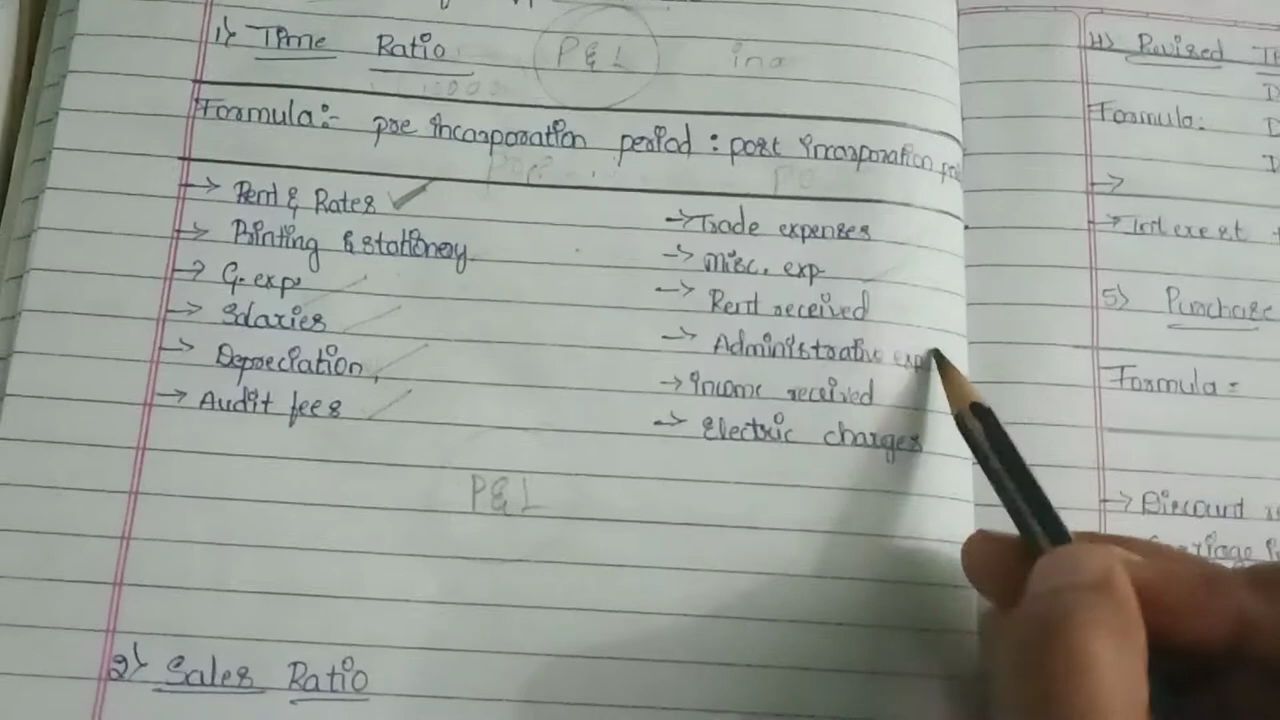 1) Time Ratio
P & L ina
Formula:- pre incorporation period : post incorporation
→ Rent & Rates ✓
→ Printing & stationery
→ G. exp
→ Salaries
→ Depreciation
→ Audit fees
→ Trade expenses
→ misc. exp
→ Rent received
→ Administrative exp
→ income received
→ Electric charges
P & L
2) Sales Ratio
4) Revised
Formula:
→
→ Interest
5) Purchase
Formula =
→ Discount